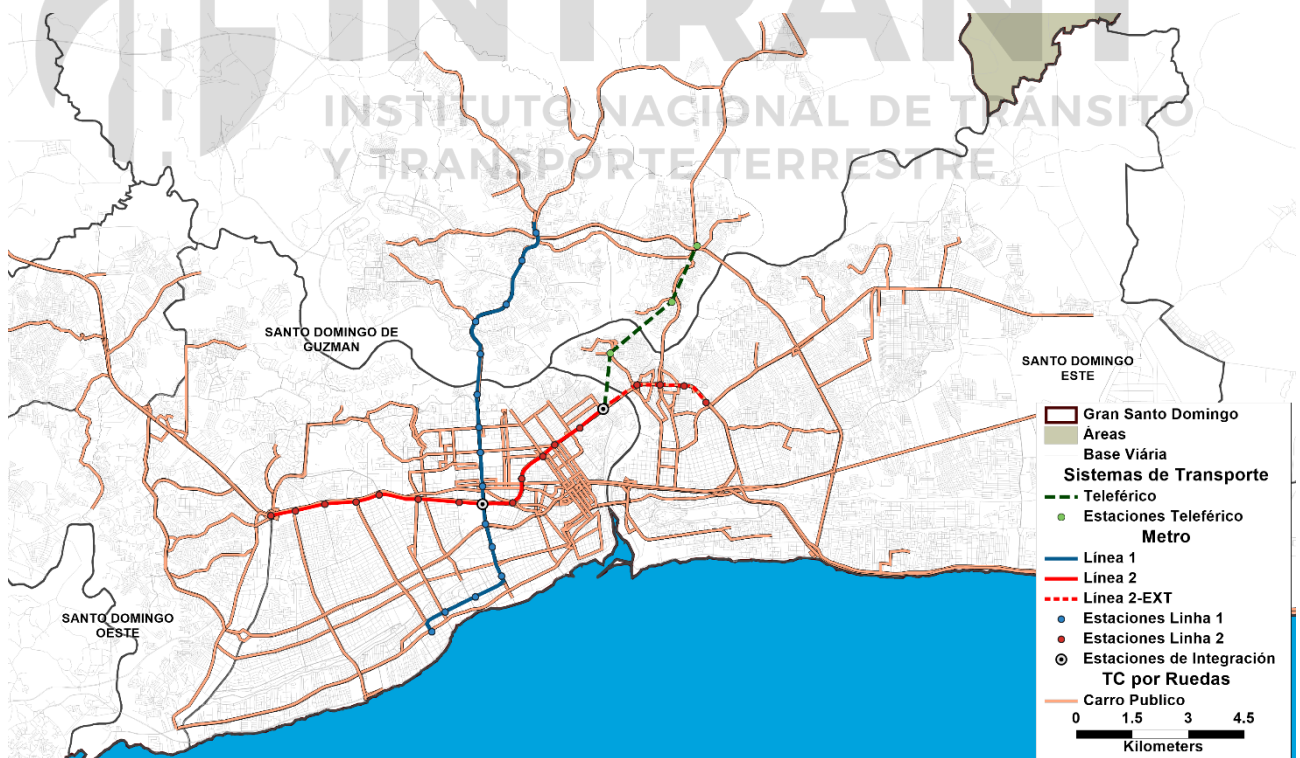 INTRANT
INSTITUTO NACIONAL DE TRÁNSITO
Y TRANSPORTE TERRESTRE
SANTO DOMINGO DE
GUZMAN
SANTO DOMINGO
ESTE
SANTO DOMINGO
OESTE
Gran Santo Domingo
Áreas
Base Viária
Sistemas de Transporte
Teleférico
Estaciones Teleférico
Metro
Línea 1
Línea 2
Línea 2-EXT
Estaciones Linha 1
Estaciones Linha 2
Estaciones de Integración
TC por Ruedas
Carro Publico
0 1.5 3 4.5
Kilometers